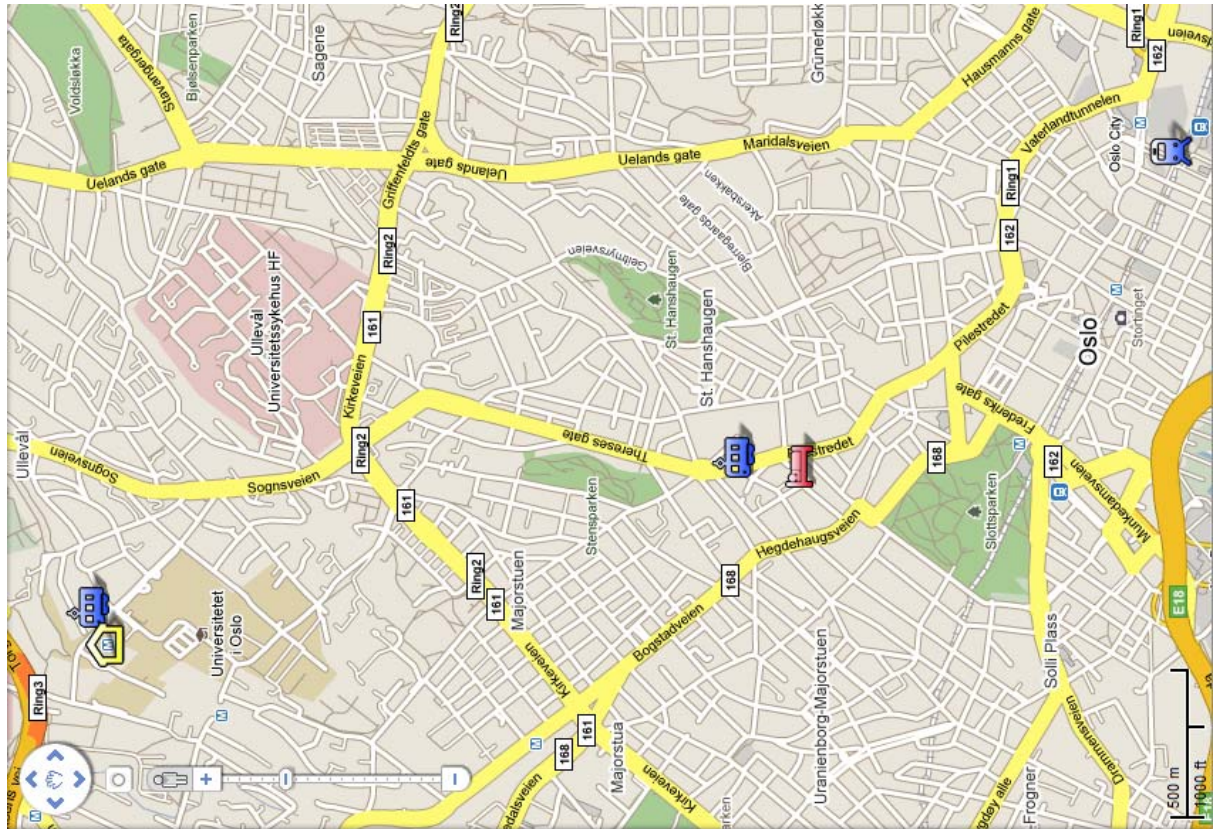 Voldsløkka
Stavangergata
Bjølsenparken
Sagene
Ring2
Uelands gate
Griffenfeldts gate
Uelands gate
Uelands gate
Maridalsveien
Hausmanns gate
Ring1
162
Vaterlandtunnelen
Oslo City
M
Ring1
162
Akersbakken
Bjerregaards gate
Geitmyrsveien
St. Hanshaugen
St. Hanshaugen
Ring2
161
Kirkeveien
Ullevål
Universitetssykehus HF
Ullevål
Sognsveien
Sognsveien
Ring2
Thereses gate
Stensparken
Pilestredet
Oslo
Stortinget
M
Frederiks gate
M
162
Munkedamsveien
168
Slottsparken
Hegdehaugsveien
168
Bogstadveien
161
Ring2
161
Majorstuen
Kirkeveien
Universitetet
i Oslo
M
M
Ring3
M
M
161
168
Majorstua
Kirkeveien
Uranienborg-Majorstuen
Solli Plass
Drammensveien
Frogner
E18
500 m
1000 ft